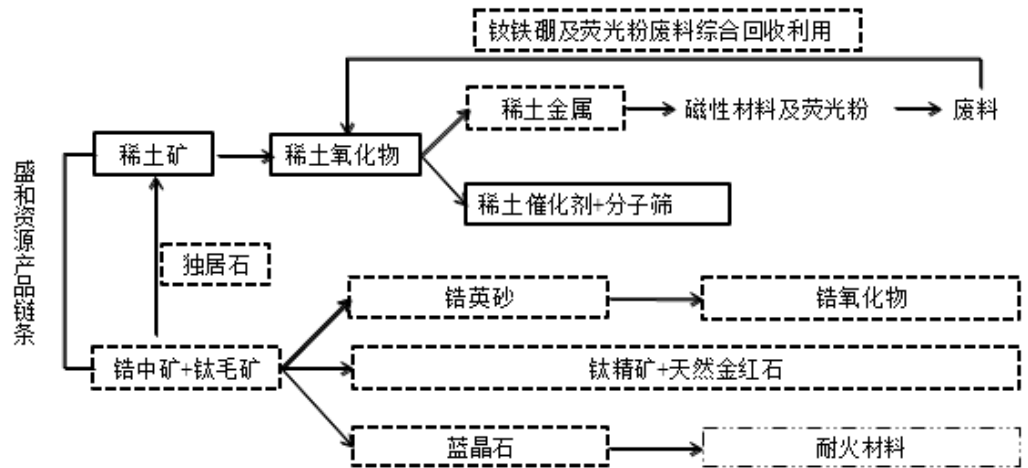 钕铁硼及荧光粉废料综合回收利用
稀土金属
磁性材料及荧光粉
废料
稀土矿
稀土氧化物
稀土催化剂+分子筛
盛和资源产品链条
独居石
锆英砂
锆氧化物
锆中矿+钛毛矿
钛精矿+天然金红石
蓝晶石
耐火材料